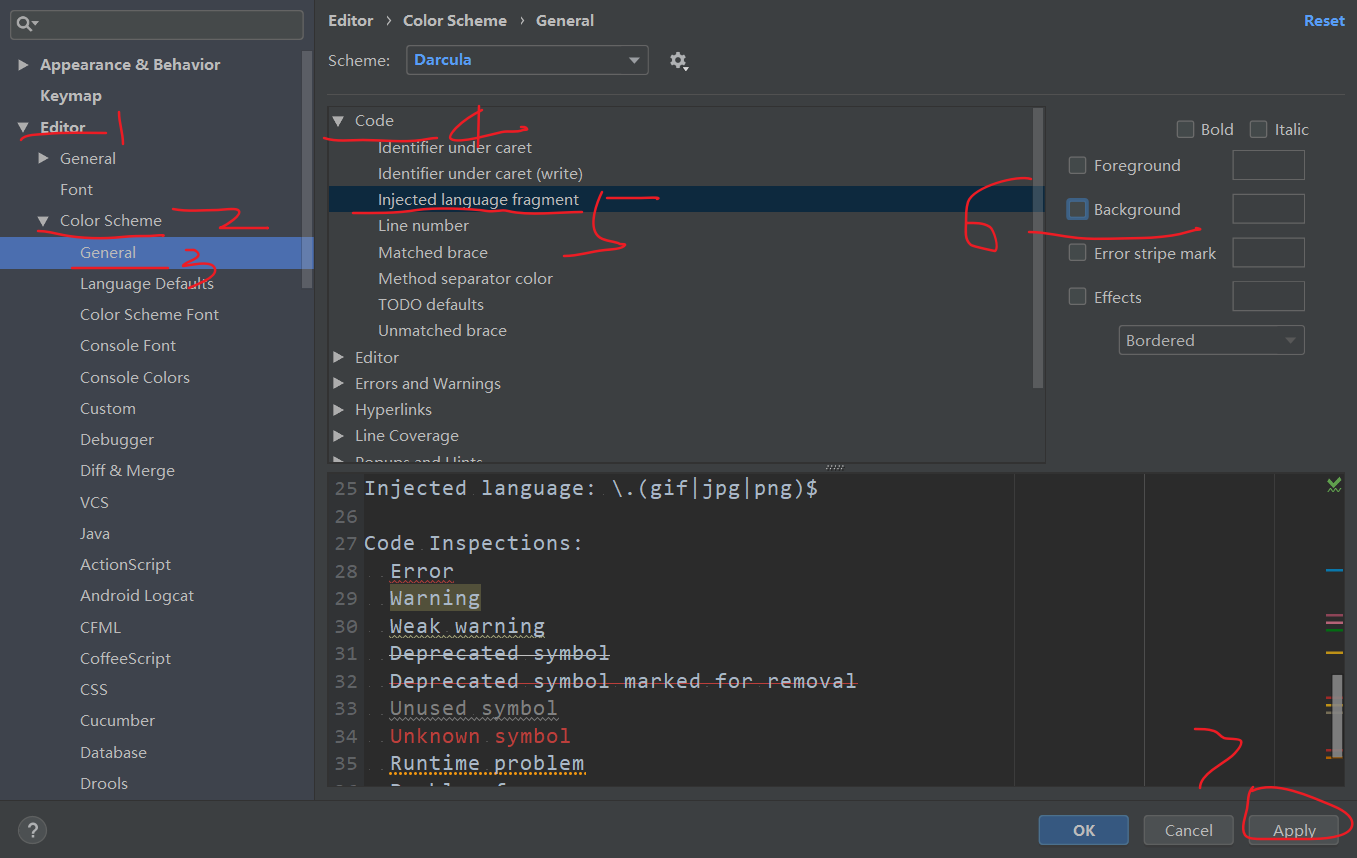 Editor › Color Scheme › General
Reset
Scheme: Darcula
Appearance & Behavior
Keymap
Editor 1
General
Font
Color Scheme 2
General 3
Language Defaults
Color Scheme Font
Console Font
Console Colors
Custom
Debugger
Diff & Merge
VCS
Java
ActionScript
Android Logcat
CFML
CoffeeScript
CSS
Cucumber
Database
Drools
Code 4
Identifier under caret
Identifier under caret (write)
Injected language fragment 5
Line number
Matched brace
Method separator color
TODO defaults
Unmatched brace
Editor
Errors and Warnings
Hyperlinks
Line Coverage
Popups and Hints
Bold Italic
Foreground
6 Background
Error stripe mark
Effects
Bordered
25 Injected language: \.(gif|jpg|png)$
26
27 Code Inspections:
28 Error
29 Warning
30 Weak warning
31 Deprecated symbol
32 Deprecated symbol marked for removal
33 Unused symbol
34 Unknown symbol
35 Runtime problem
7
?
OK
Cancel
Apply